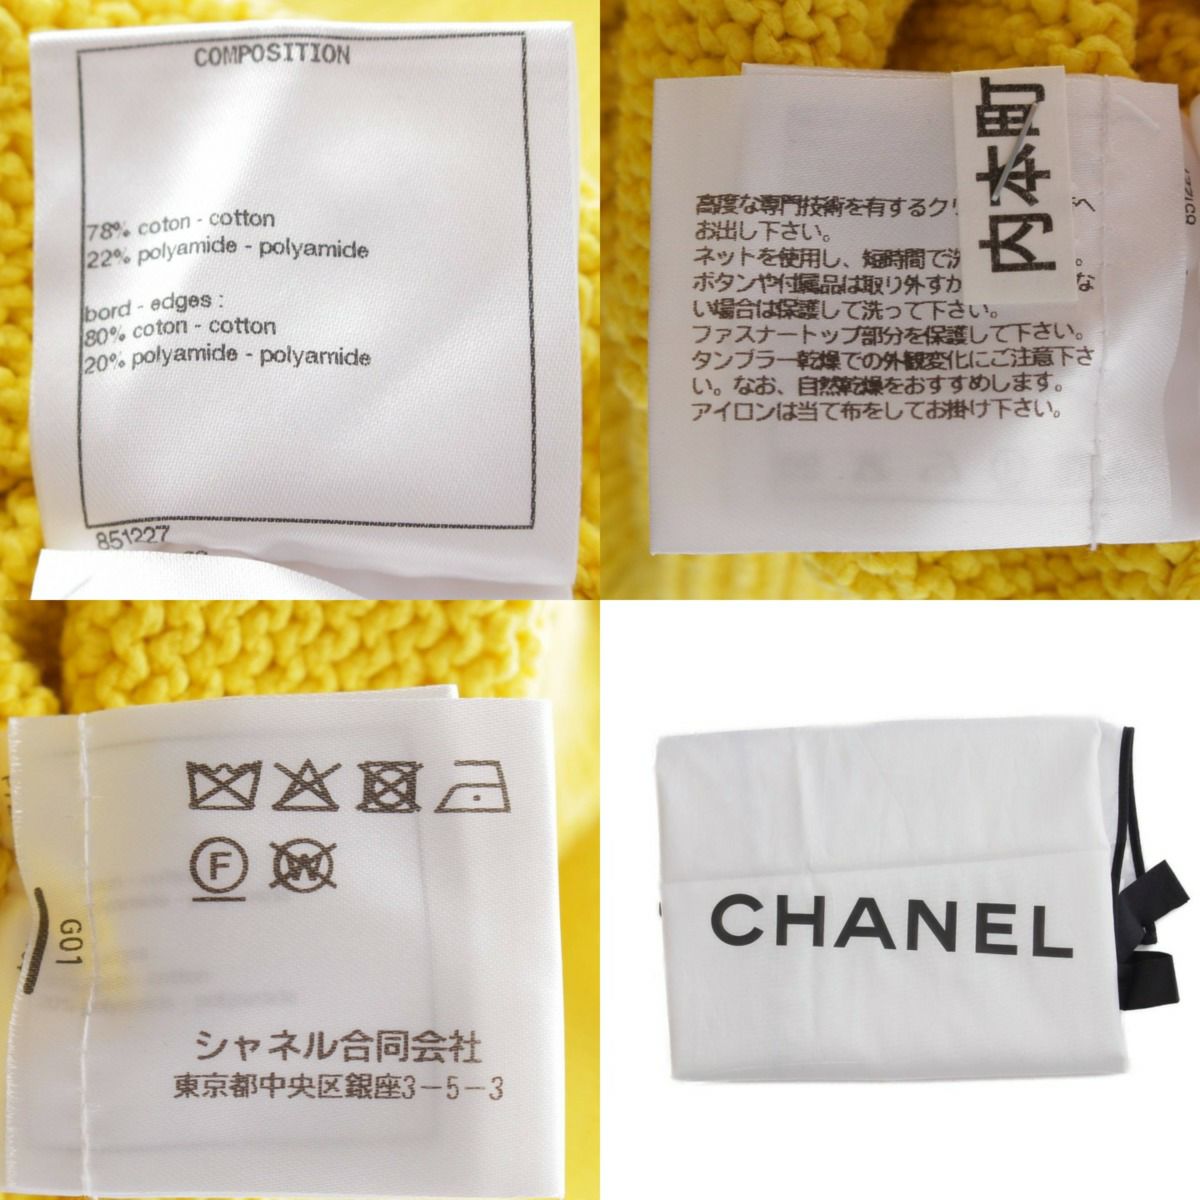 COMPOSITION
78% coton - cotton
22% polyamide - polyamide
bord - edges :
80% coton - cotton
20% polyamide - polyamide
851227
内本町
高度な専門技術を有するク
お出し下さい。
ネットを使用し、短時間で洗
ボタンや付属品は取り外すか な
い場合は保護して洗って下さい。
ファスナートップ部分を保護して下さい。
タンブラー乾燥での外観変化にご注意下さ
い。なお、自然乾燥をおすすめします。
アイロンは当て布をしてお掛け下さい。
F
W
G01
シャネル合同会社
東京都中央区銀座3-5-3
CHANEL